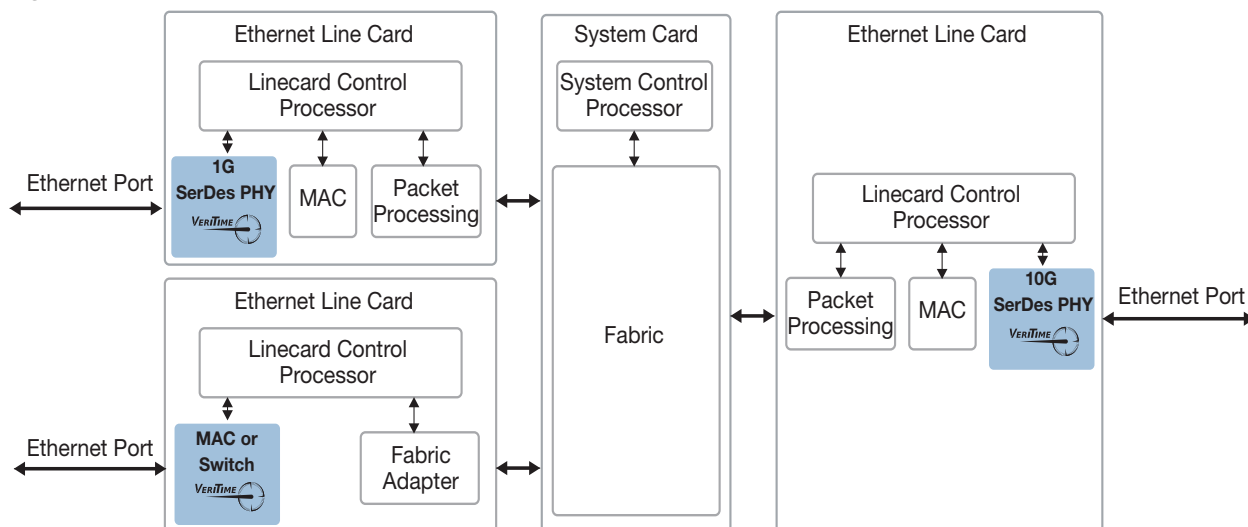 Ethernet Line Card
Linecard Control
Processor
1G
SerDes PHY
VERITIME
MAC
Packet
Processing
Ethernet Port
Ethernet Line Card
Linecard Control
Processor
MAC or
Switch
VERITIME
Fabric
Adapter
Ethernet Port
System Card
System Control
Processor
Fabric
Ethernet Line Card
Linecard Control
Processor
Packet
Processing
MAC
10G
SerDes PHY
VERITIME
Ethernet Port